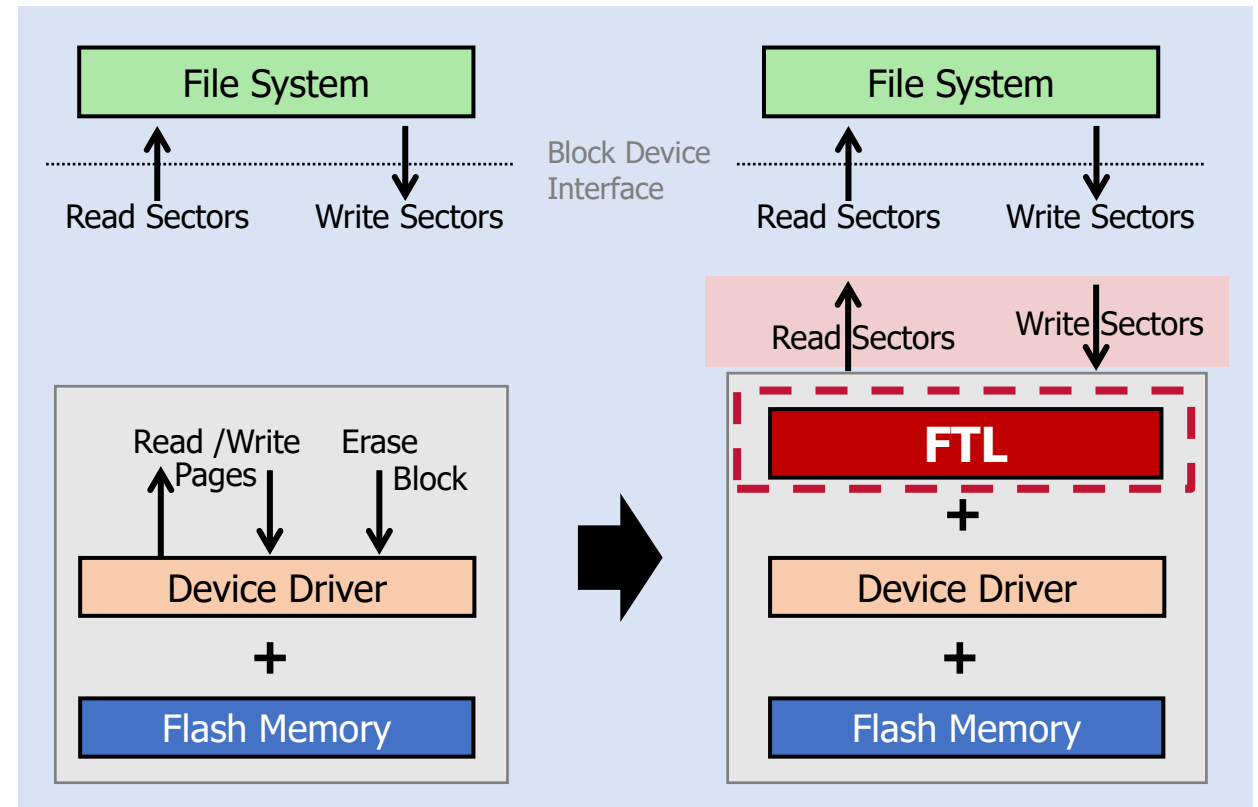 File System
Read Sectors
Write Sectors
Block Device
Interface
File System
Read Sectors
Write Sectors
Read /Write
Pages
Erase
Block
Device Driver
+
Flash Memory
Read Sectors
Write Sectors
FTL
+
Device Driver
+
Flash Memory